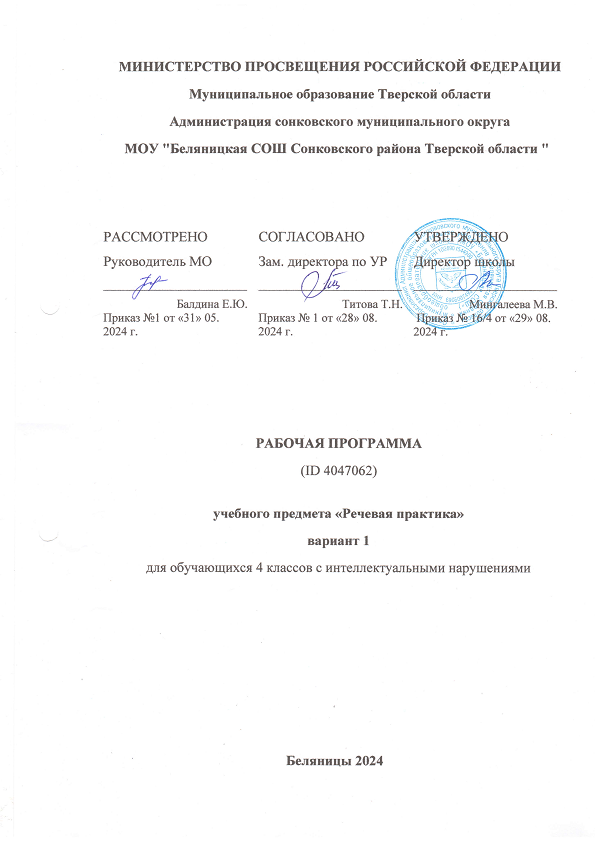 МИНИСТЕРСТВО ПРОСВЕЩЕНИЯ РОССИЙСКОЙ ФЕДЕРАЦИИ
Муниципальное образование Тверской области
Администрация сонковского муниципального округа
МОУ "Беляницкая СОШ Сонковского района Тверской области "
РАССМОТРЕНО СОГЛАСОВАНО УТВЕРЖДЕНО
Руководитель МО Зам. директора по УР Директор школы
Балдина Е.Ю. Титова Т.Н. Мингалеева М.В.
Приказ №1 от «31» 05. Приказ № 1 от «28» 08. Приказ № 16/4 от «29» 08.
2024 г. 2024 г. 2024 г.
РАБОЧАЯ ПРОГРАММА
(ID 4047062)
учебного предмета «Речевая практика»
вариант 1
для обучающихся 4 классов с интеллектуальными нарушениями
Беляницы 2024